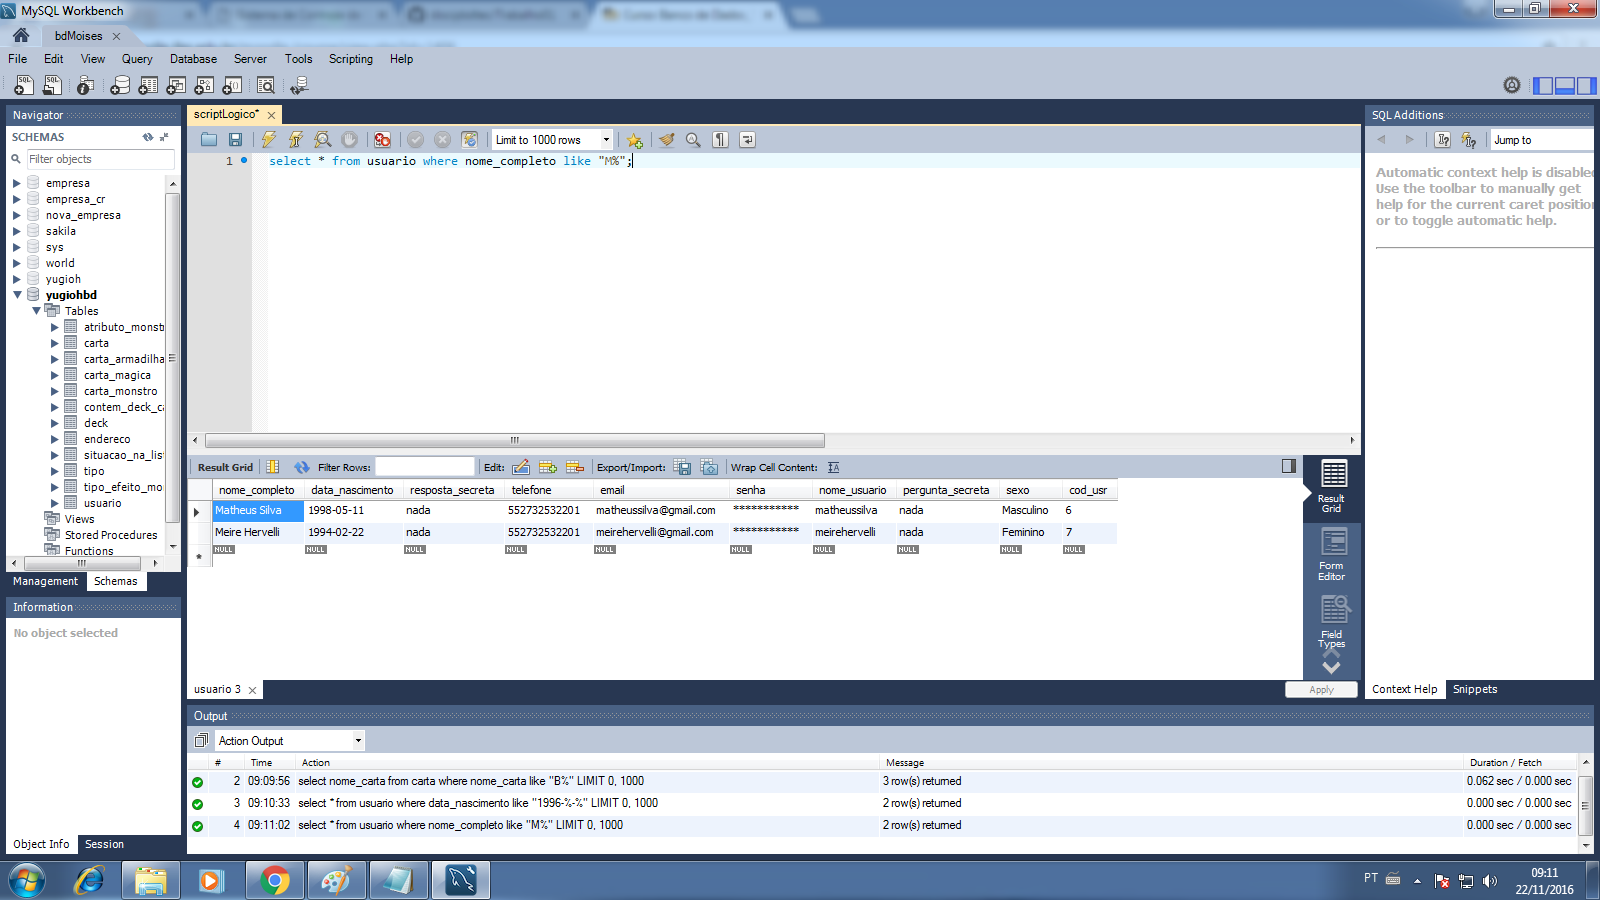 MySQL Workbench
bdMoises
File Edit View Query Database Server Tools Scripting Help
Navigator
SCHEMAS
Filter objects
empresa
empresa_cr
nova_empresa
sakila
sys
world
yugioh
yugiohbd
Tables
atributo_monst
carta
carta_armadilha
carta_magica
carta_monstro
contem_deck_ca
deck
endereco
situacao_na_lis
tipo
tipo_efeito_mo
usuario
Views
Stored Procedures
Functions
Management Schemas
Information
No object selected
Object Info Session
scriptLogico*
Limit to 1000 rows
1 select * from usuario where nome_completo like "M%";
Result Grid Filter Rows: Edit: Export/Import: Wrap Cell Content:
nome_completo data_nascimento resposta_secreta telefone email senha nome_usuario pergunta_secreta sexo cod_usr
Matheus Silva 1998-05-11 nada 552732532201 matheussilva@gmail.com *********** matheussilva nada Masculino 6
Meire Hervelli 1994-02-22 nada 552732532201 meirehervelli@gmail.com *********** meirehervelli nada Feminino 7
NULL NULL NULL NULL NULL NULL NULL NULL NULL NULL
Result
Grid
Form
Editor
Field
Types
usuario 3
Apply
SQL Additions
Jump to
Automatic context help is disabled
Use the toolbar to manually get
help for the current caret position
or to toggle automatic help.
Context Help Snippets
Output
Action Output
# Time Action Message Duration / Fetch
2 09:09:56 select nome_carta from carta where nome_carta like "B%" LIMIT 0, 1000 3 row(s) returned 0.062 sec / 0.000 sec
3 09:10:33 select * from usuario where data_nascimento like "1996-%-%" LIMIT 0, 1000 2 row(s) returned 0.000 sec / 0.000 sec
4 09:11:02 select * from usuario where nome_completo like "M%" LIMIT 0, 1000 2 row(s) returned 0.000 sec / 0.000 sec
PT
09:11
22/11/2016